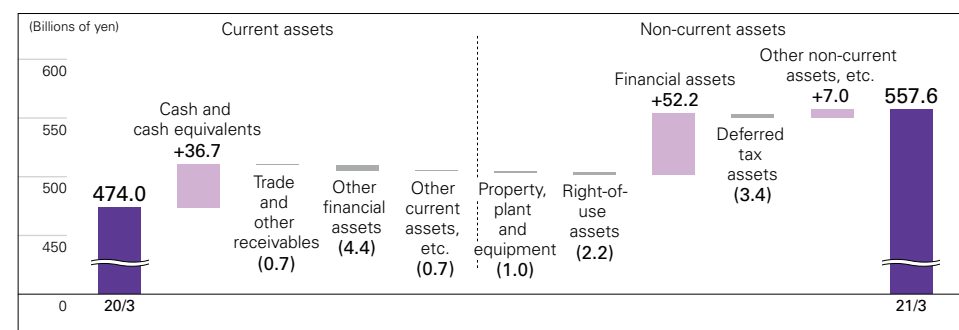 (Billions of yen)
Current assets
Non-current assets
600
550
500
450
0
474.0
20/3
Cash and
cash equivalents
+36.7
Trade
and
other
receivables
(0.7)
Other
financial
assets
(4.4)
Other
current
assets,
etc.
(0.7)
Property,
plant
and
equipment
(1.0)
Right-of-
use
assets
(2.2)
Financial assets
+52.2
Deferred
tax
assets
(3.4)
Other non-current
assets, etc.
+7.0
557.6
21/3